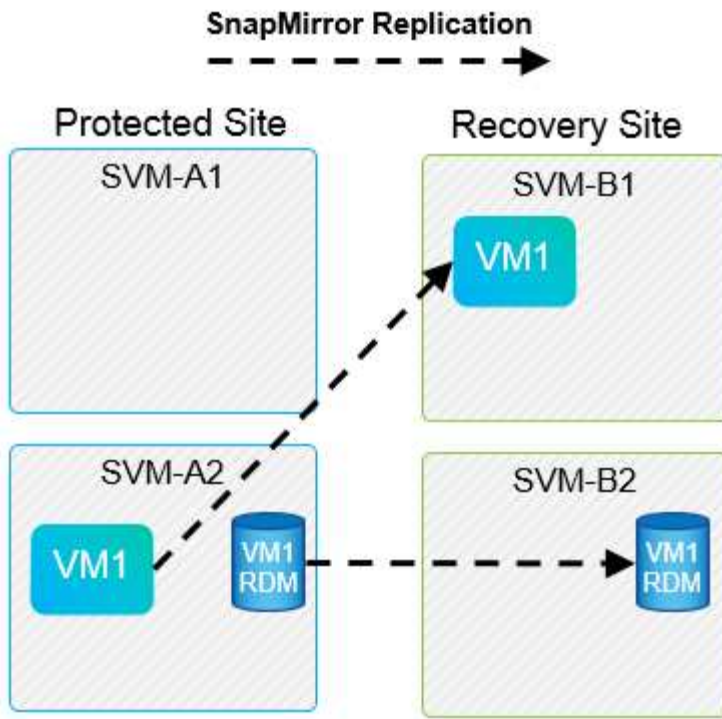 SnapMirror Replication
Protected Site
Recovery Site
SVM-A1
SVM-B1
VM1
SVM-A2
SVM-B2
VM1
VM1
RDM
VM1
RDM